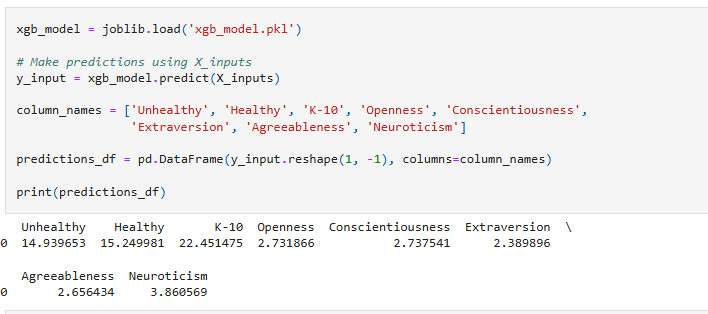 xgb_model = joblib.load('xgb_model.pkl')
# Make predictions using X_inputs
y_input = xgb_model.predict(X_inputs)
column_names = ['Unhealthy', 'Healthy', 'K-10', 'Openness', 'Conscientiousness',
'Extraversion', 'Agreeableness', 'Neuroticism']
predictions_df = pd.DataFrame(y_input.reshape(1, -1), columns=column_names)
print(predictions_df)
Unhealthy Healthy K-10 Openness Conscientiousness Extraversion \
0 14.939653 15.249981 22.451475 2.731866 2.737541 2.389896
Agreeableness Neuroticism
0 2.656434 3.860569